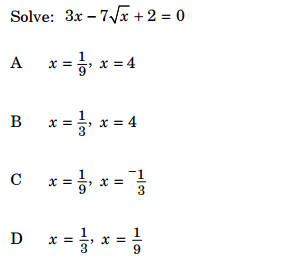 Solve: 3x – 7√x + 2 = 0
A x = 1/9, x = 4
B x = 1/3, x = 4
C x = 1/9, x = ⁻1/3
D x = 1/3, x = 1/9